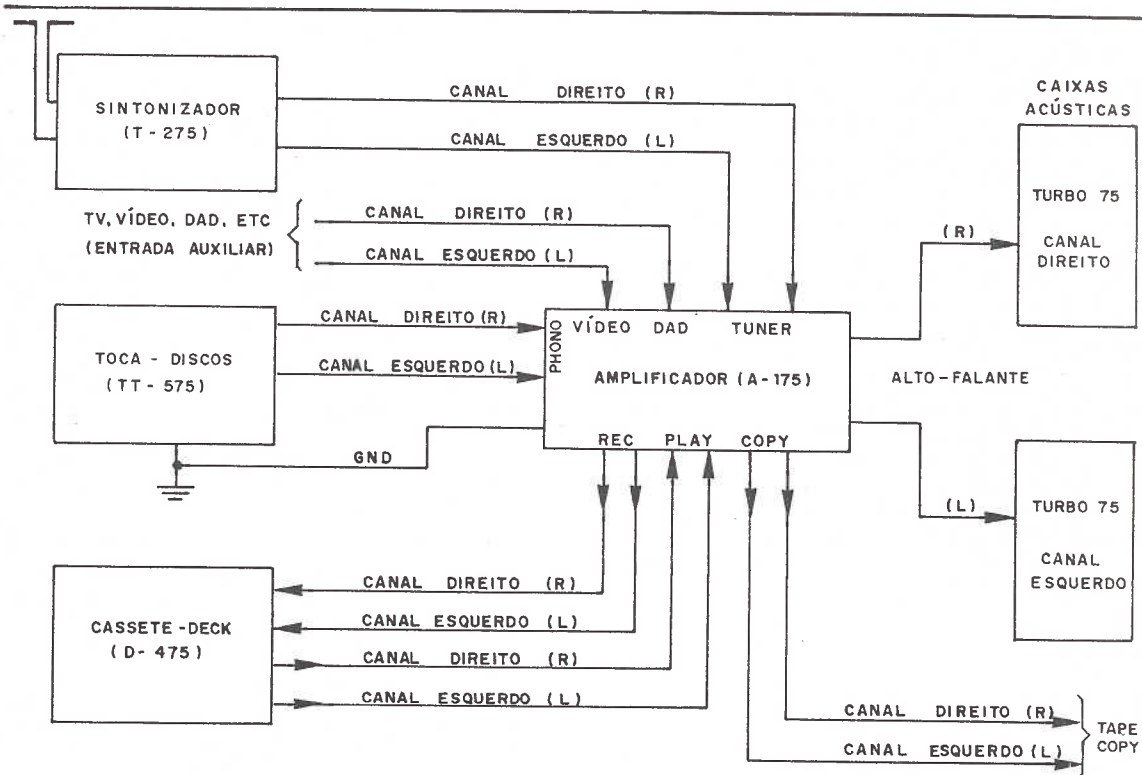 SINTONIZADOR
(T-275)
CANAL DIREITO (R)
CANAL ESQUERDO (L)
CAIXAS
ACÚSTICAS
TURBO 75
CANAL
DIREITO
(R)
TV, VÍDEO, DAD, ETC
(ENTRADA AUXILIAR)
CANAL DIREITO (R)
CANAL ESQUERDO (L)
TOCA - DISCOS
(TT-575)
CANAL DIREITO (R)
CANAL ESQUERDO (L)
GND
PHONO
VÍDEO DAD TUNER
AMPLIFICADOR (A-175)
REC PLAY COPY
ALTO-FALANTE
(L)
TURBO 75
CANAL
ESQUERDO
CASSETE-DECK
(D-475)
CANAL DIREITO (R)
CANAL ESQUERDO (L)
CANAL DIREITO (R)
CANAL ESQUERDO (L)
CANAL DIREITO (R)
CANAL ESQUERDO (L)
TAPE
COPY